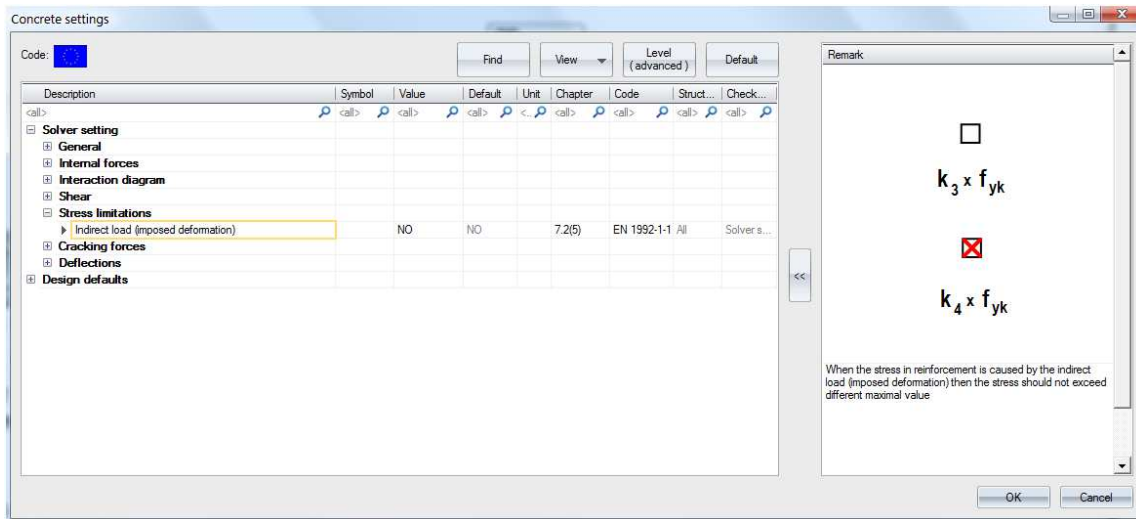 Concrete settings
Code:
Find
View
Level
(advanced)
Default
Description Symbol Value Default Unit Chapter Code Struct... Check...
<all> <all> <all> <all> <.. <all> <all> <all> <all>
Solver setting
General
Internal forces
Interaction diagram
Shear
Stress limitations
Indirect load (imposed deformation) NO NO 7.2(5) EN 1992-1-1 All Solver s...
Cracking forces
Deflections
Design defaults
<<
Remark
k3 x fyk
k4 x fyk
When the stress in reinforcement is caused by the indirect
load (imposed deformation) then the stress should not exceed
different maximal value
OK
Cancel